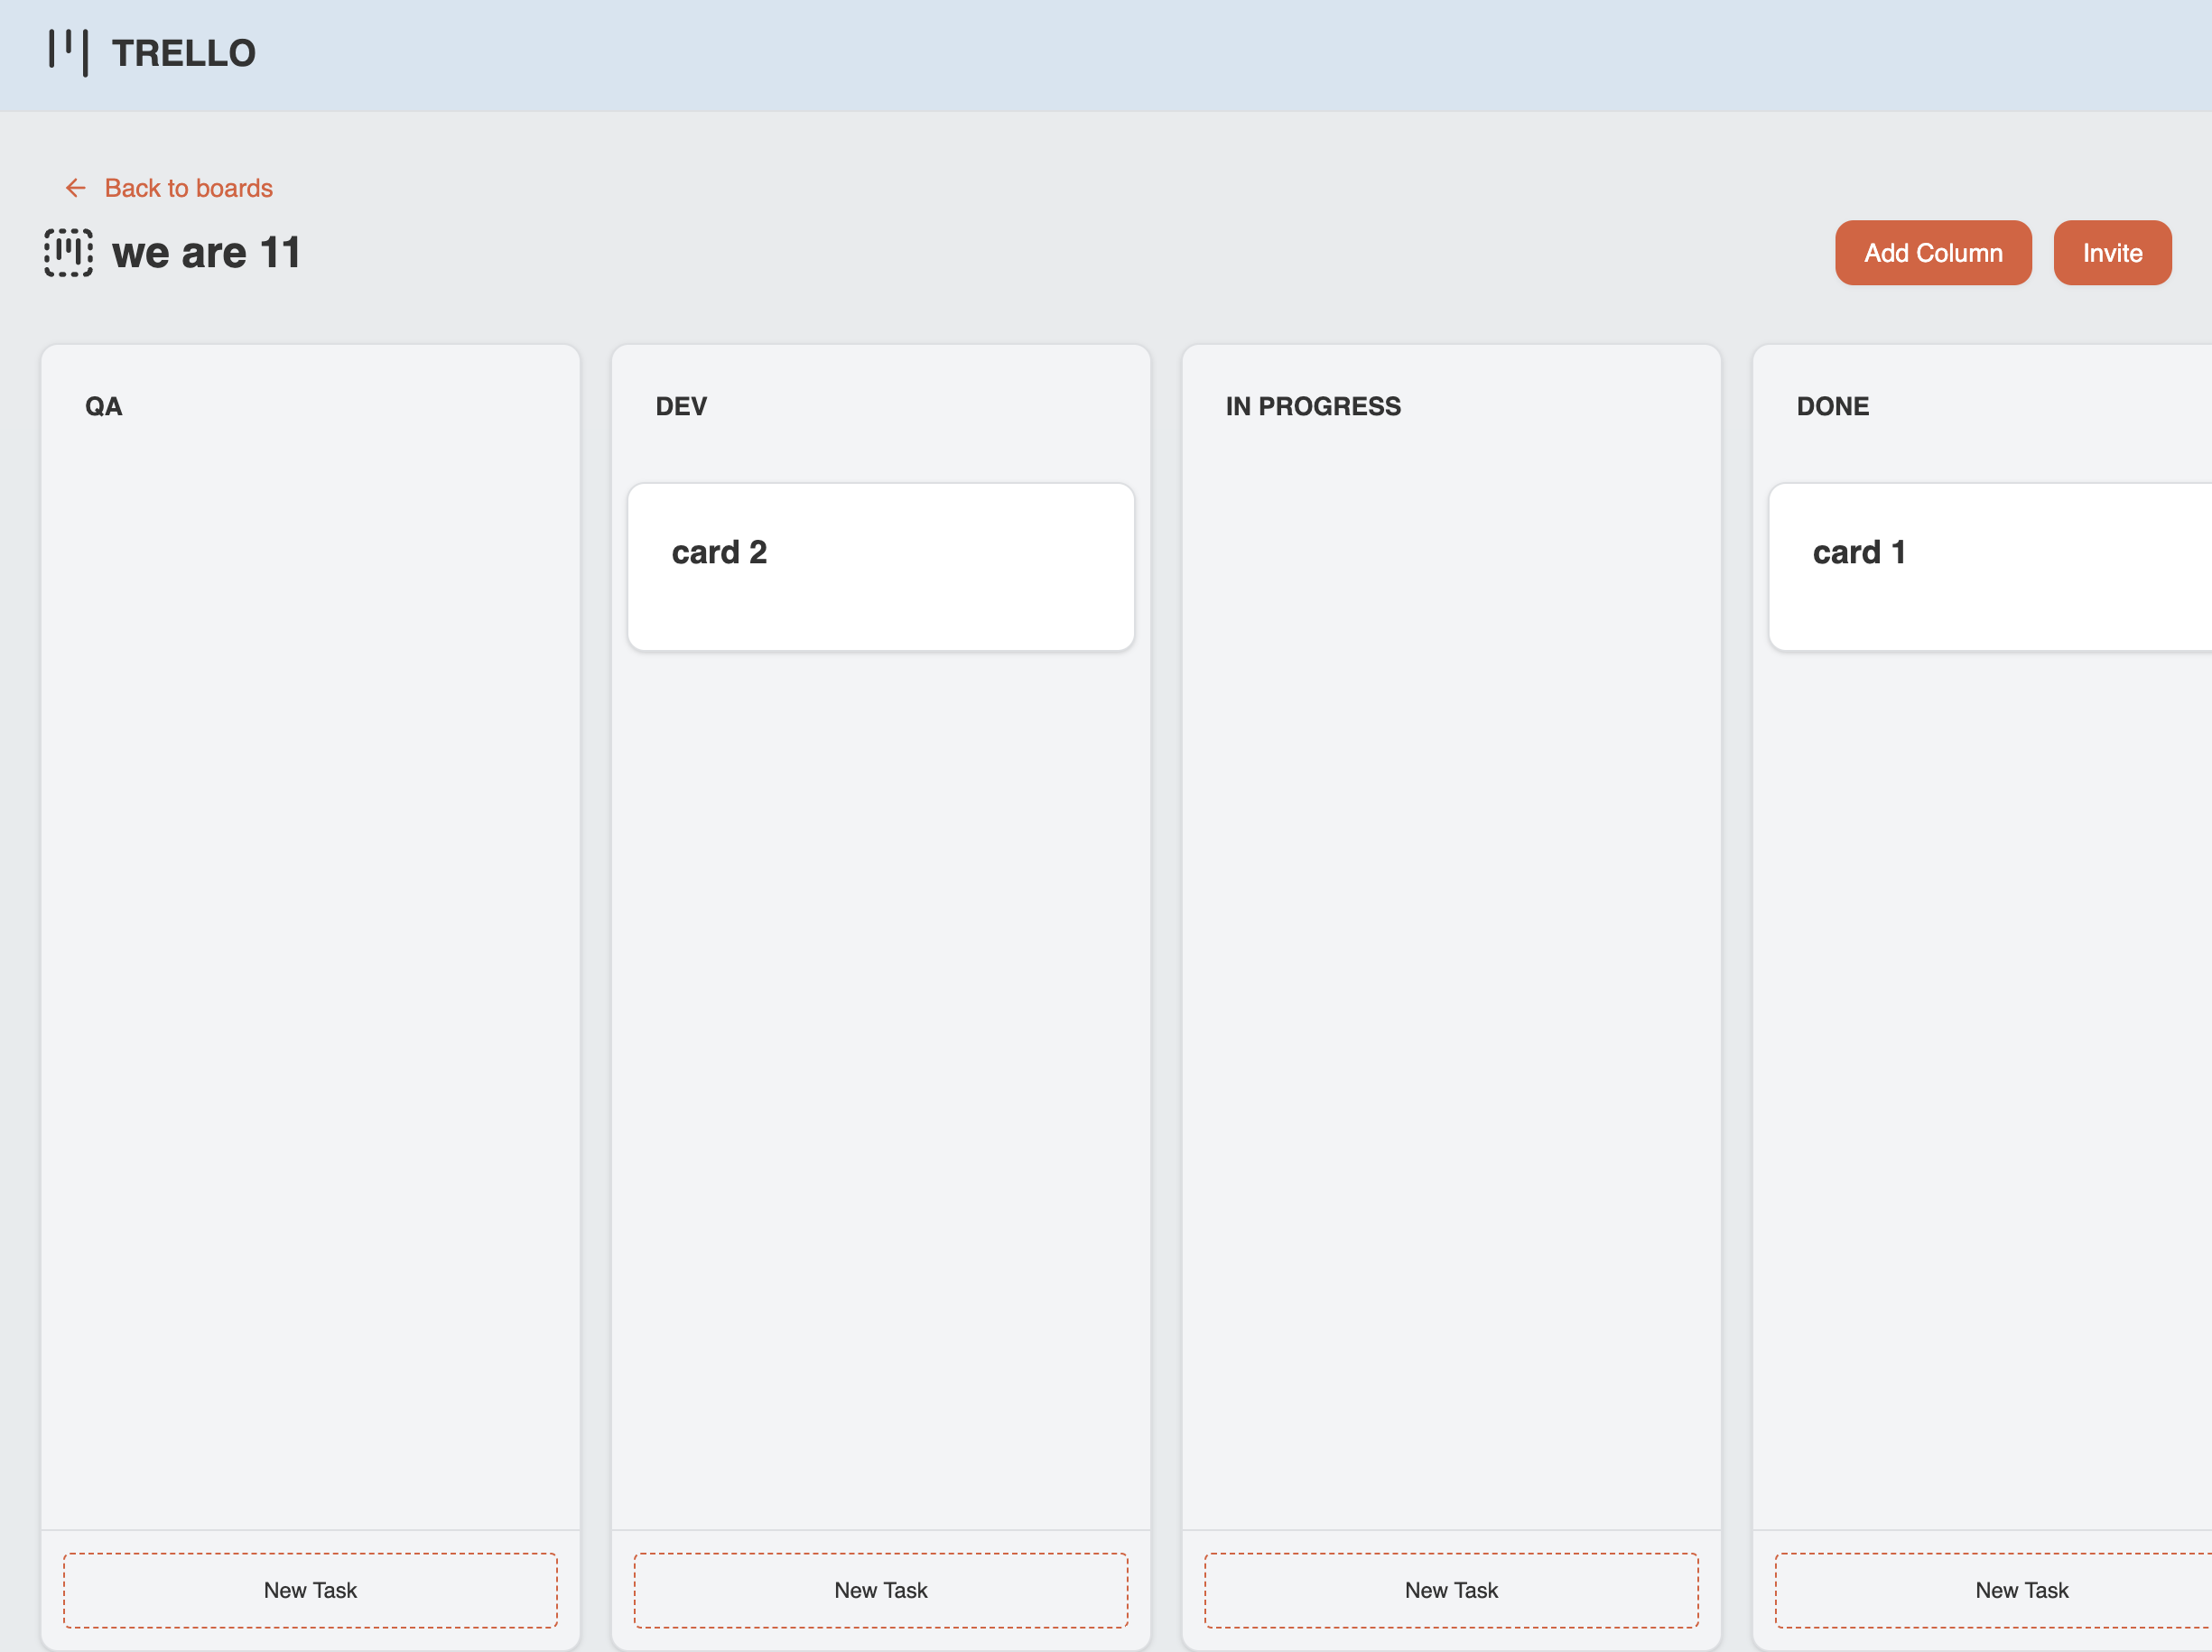 TRELLO
Back to boards
we are 11
Add Column
Invite
QA
DEV
IN PROGRESS
DONE
card 2
card 1
New Task
New Task
New Task
New Task